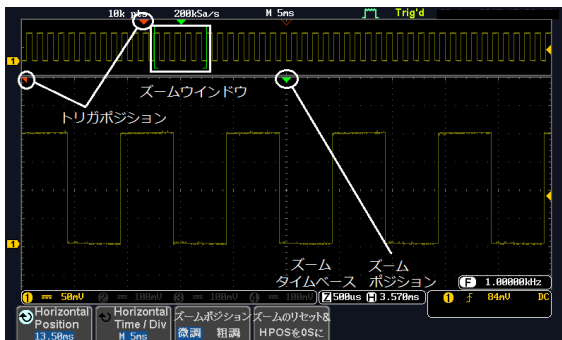 10k pts 200kSa/s M 5ms Trig'd
1
ズームウインドウ
トリガポジション
1
ズーム タイムベース
ズーム ポジション
F 1.00000kHz
1 50mV 2 100mV 3 100mV 4 100mV Z 500us H 3.570ms 1 84mV DC
Horizontal Position
13.50ms
Horizontal Time / Div
M 5ms
ズームポジション
微調 粗調
ズームのリセット&
HPOSを0Sに